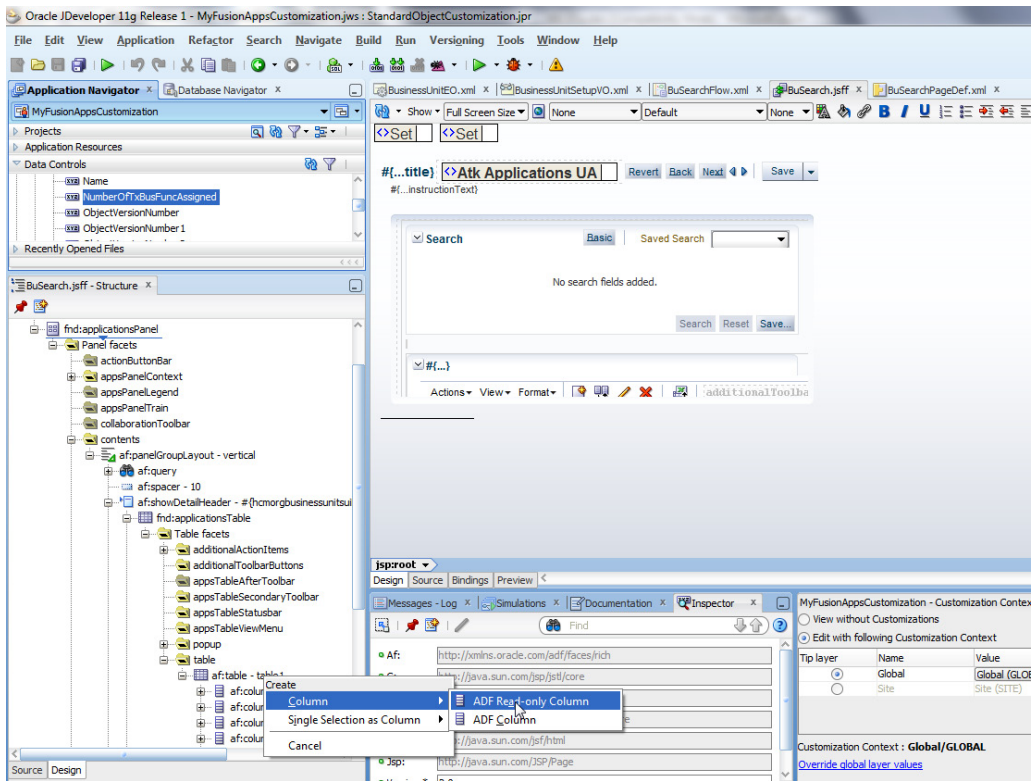 Oracle JDeveloper 11g Release 1 - MyFusionAppsCustomization.jws : StandardObjectCustomization.jpr
File Edit View Application Refactor Search Navigate Build Run Versioning Tools Window Help
Application Navigator x Database Navigator x
MyFusionAppsCustomization
Projects
Application Resources
Data Controls
Name
NumberOfTxBusFuncAssigned
ObjectVersionNumber
ObjectVersionNumber1
Recently Opened Files
BuSearch.jsff - Structure x
fnd:applicationsPanel
Panel facets
actionButtonBar
appsPanelContext
appsPanelLegend
appsPanelTrain
collaborationToolbar
contents
af:panelGroupLayout - vertical
af:query
af:spacer - 10
af:showDetailHeader - #{hcmorgbusinessunitsui
fnd:applicationsTable
Table facets
additionalActionItems
additionalToolbarButtons
appsTableAfterToolbar
appsTableSecondaryToolbar
appsTableStatusbar
appsTableViewMenu
popup
table
af:table - table1
af:colu
af:colur
af:colur
af:colu
Source Design
Create
Column
Single Selection as Column
Cancel
ADF Read-only Column
ADF Column
BusinessUnitEO.xml x BusinessUnitSetupVO.xml x BuSearchFlow.xml x BuSearch.jsff x BuSearchPageDef.xml x
Show Full Screen Size None Default None B I U
<>Set <>Set
#{...title} <>Atk Applications UA Revert Back Next Save
#{...instructionText}
Search Basic Saved Search
No search fields added.
Search Reset Save...
#{...}
Actions View Format additionalToolba
jsp:root
Design Source Bindings Preview
Messages - Log x Simulations x Documentation x Inspector x
Find
Af: http://xmlns.oracle.com/adf/faces/rich
http://java.sun.com/jsp/jstl/core
e
://java.sun.com/jsf/html
Jsp: http://java.sun.com/JSP/Page
MyFusionAppsCustomization - Customization Contex
View without Customizations
Edit with following Customization Context
Tip layer Name Value
Global Global (GLOB
Site Site (SITE)
Customization Context : Global/GLOBAL
Override global layer values